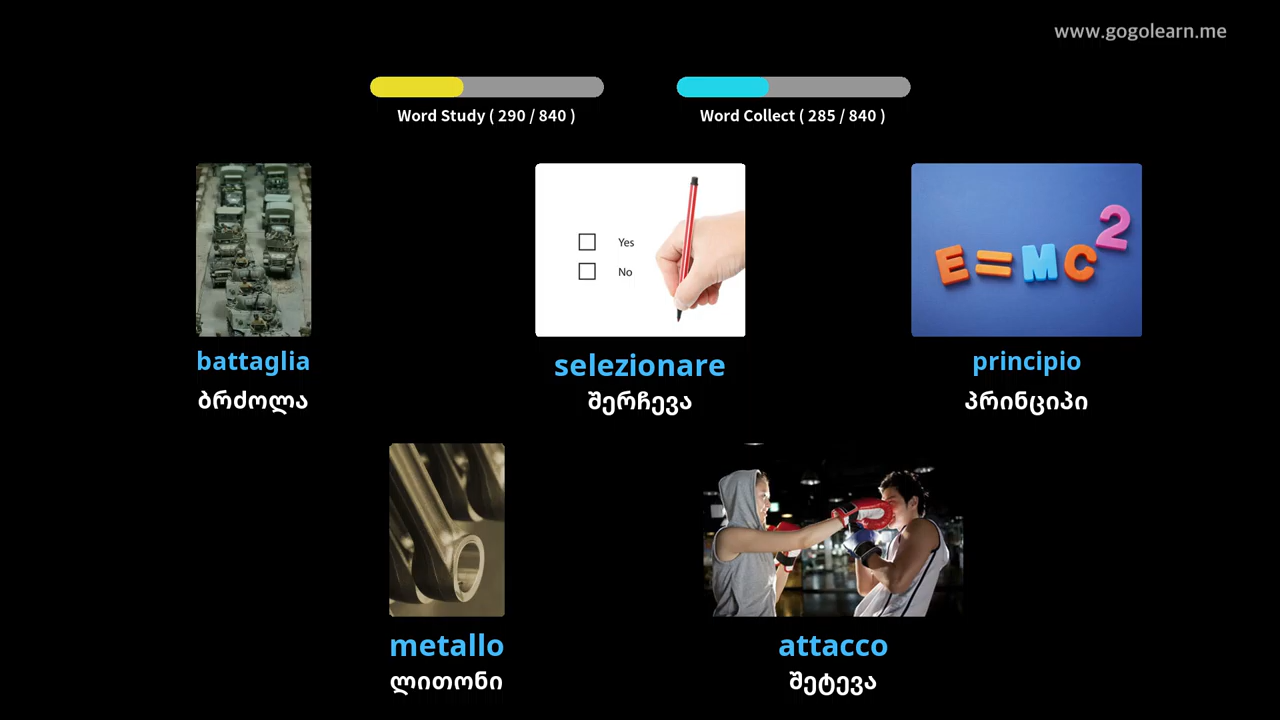 www.gogolearn.me
Word Study ( 290 / 840 )
Word Collect ( 285 / 840 )
Yes
No
E=MC2
battaglia
selezionare
principio
ბრძოლა
შერჩევა
პრინციპი
metallo
attacco
ლითონი
შეტევა